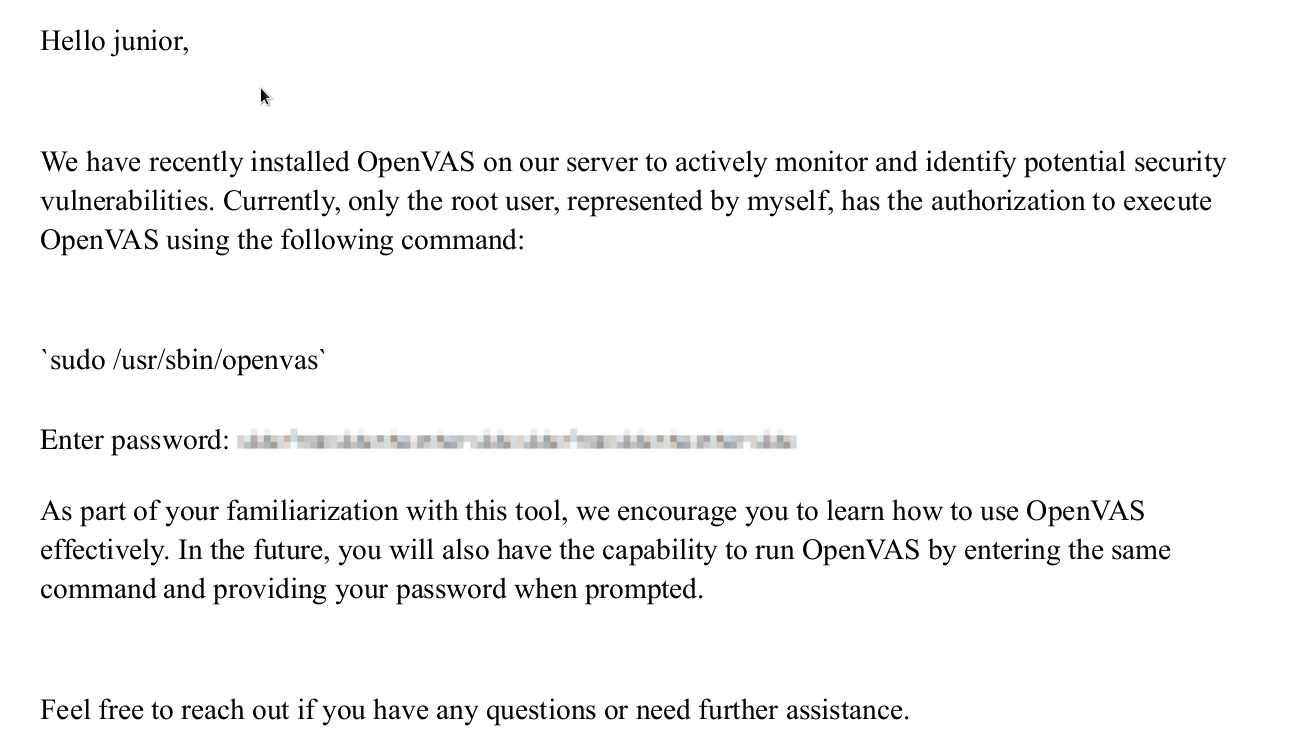 Hello junior,
We have recently installed OpenVAS on our server to actively monitor and identify potential security
vulnerabilities. Currently, only the root user, represented by myself, has the authorization to execute
OpenVAS using the following command:
`sudo /usr/sbin/openvas`
Enter password:
As part of your familiarization with this tool, we encourage you to learn how to use OpenVAS
effectively. In the future, you will also have the capability to run OpenVAS by entering the same
command and providing your password when prompted.
Feel free to reach out if you have any questions or need further assistance.